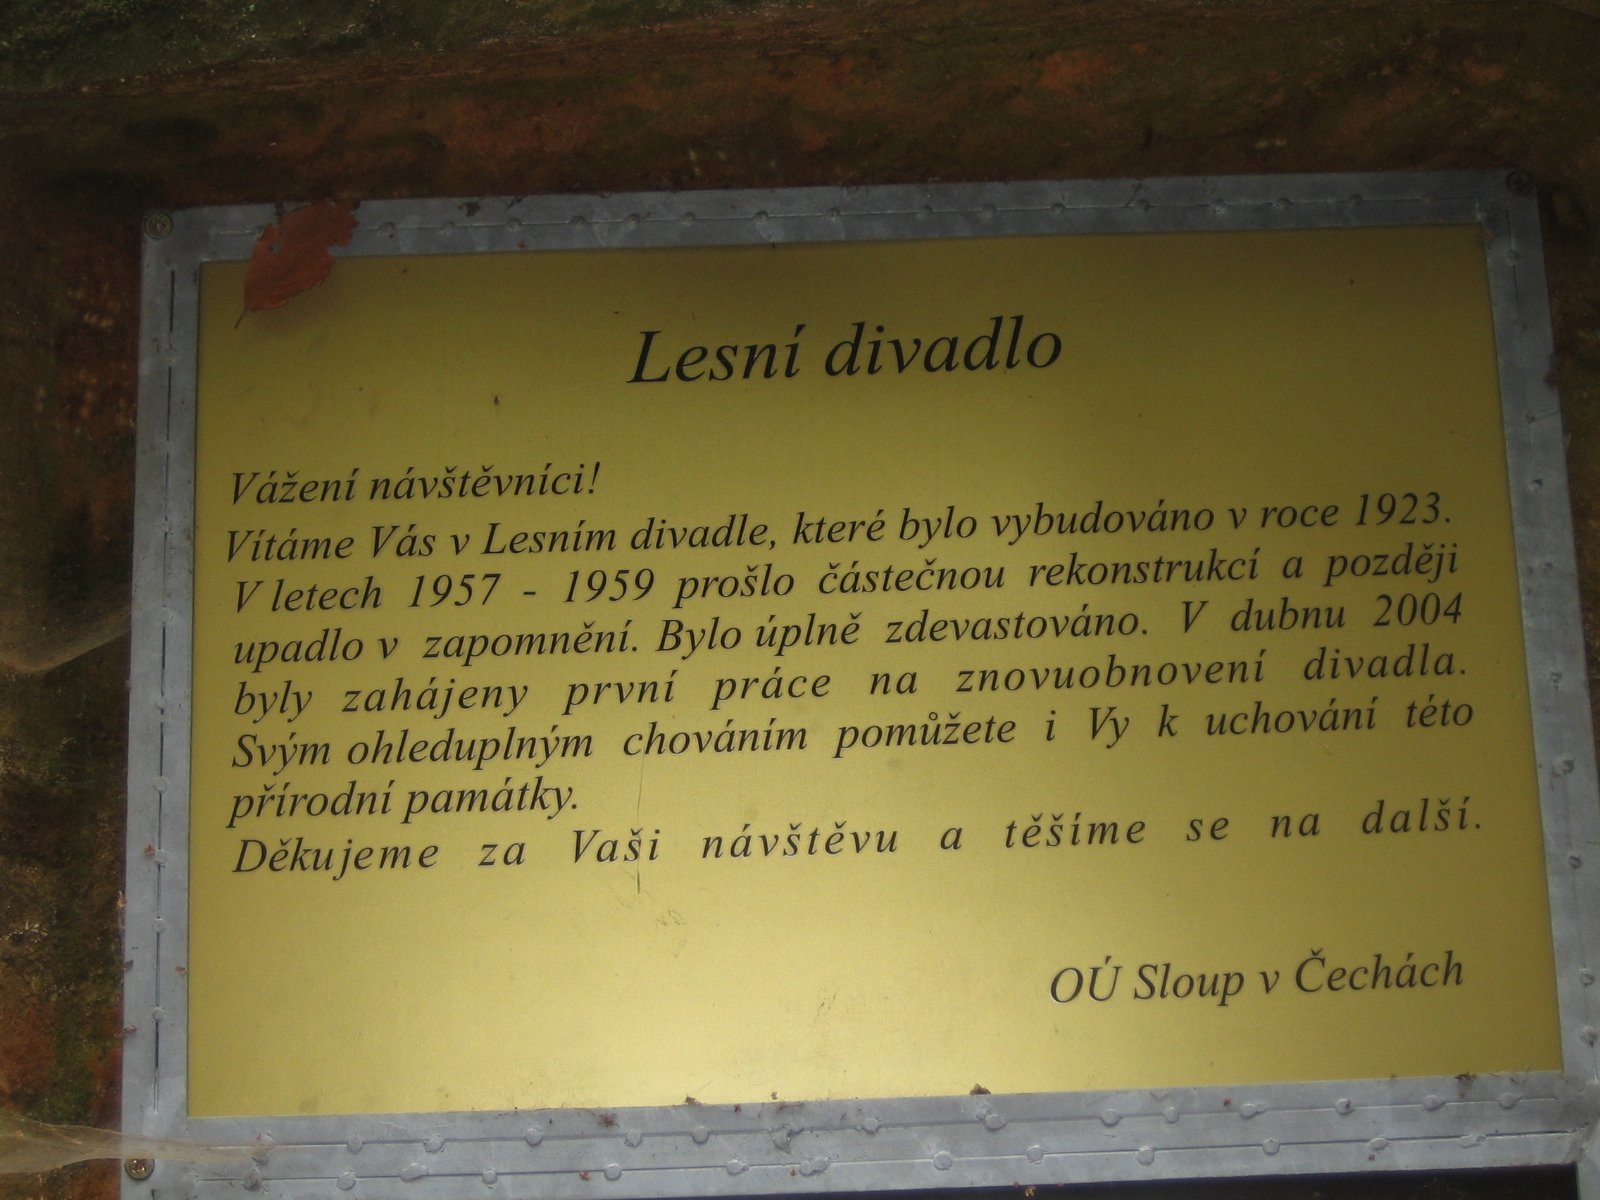 Lesní divadlo
Vážení návštěvníci!
Vítáme Vás v Lesním divadle, které bylo vybudováno v roce 1923.
V letech 1957 - 1959 prošlo částečnou rekonstrukcí a později
upadlo v zapomnění. Bylo úplně zdevastováno. V dubnu 2004
byly zahájeny první práce na znovuobnovení divadla.
Svým ohleduplným chováním pomůžete i Vy k uchování této
přírodní památky.
Děkujeme za Vaši návštěvu a těšíme se na další.
OÚ Sloup v Čechách